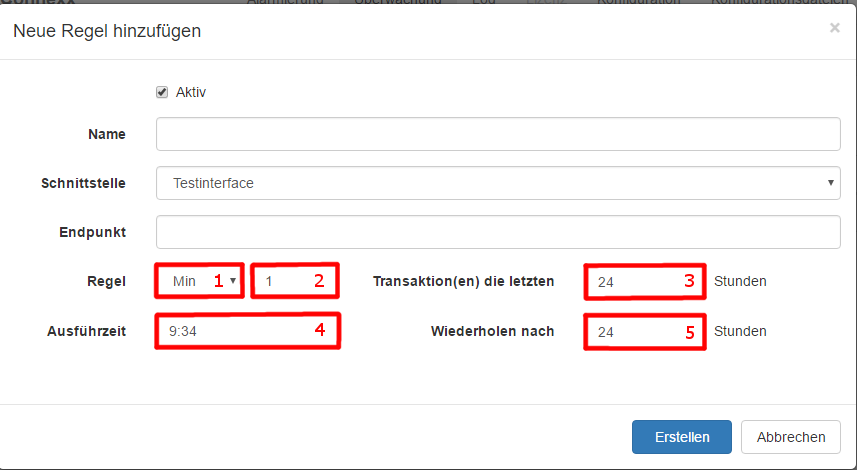 Neue Regel hinzufügen ×
Aktiv
Name
Schnittstelle Testinterface
Endpunkt
Regel Min 1 1 2 Transaktion(en) die letzten 24 3 Stunden
Ausführzeit 9:34 4 Wiederholen nach 24 5 Stunden
Erstellen Abbrechen